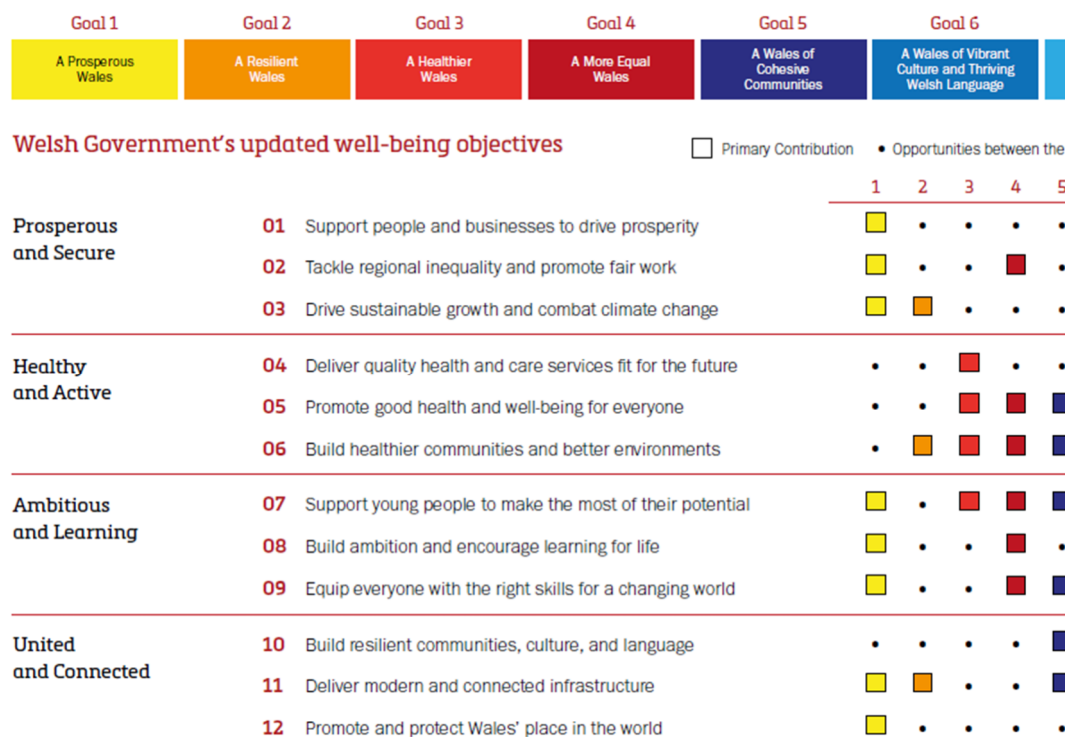 Goal 1 Goal 2 Goal 3 Goal 4 Goal 5 Goal 6
A Prosperous
Wales
A Resilient
Wales
A Healthier
Wales
A More Equal
Wales
A Wales of
Cohesive
Communities
A Wales of Vibrant
Culture and Thriving
Welsh Language
Welsh Government's updated well-being objectives
Primary Contribution • Opportunities between the
1 2 3 4 5
Prosperous
and Secure
01 Support people and businesses to drive prosperity
02 Tackle regional inequality and promote fair work
03 Drive sustainable growth and combat climate change
Healthy
and Active
04 Deliver quality health and care services fit for the future
05 Promote good health and well-being for everyone
06 Build healthier communities and better environments
Ambitious
and Learning
07 Support young people to make the most of their potential
08 Build ambition and encourage learning for life
09 Equip everyone with the right skills for a changing world
United
and Connected
10 Build resilient communities, culture, and language
11 Deliver modern and connected infrastructure
12 Promote and protect Wales' place in the world